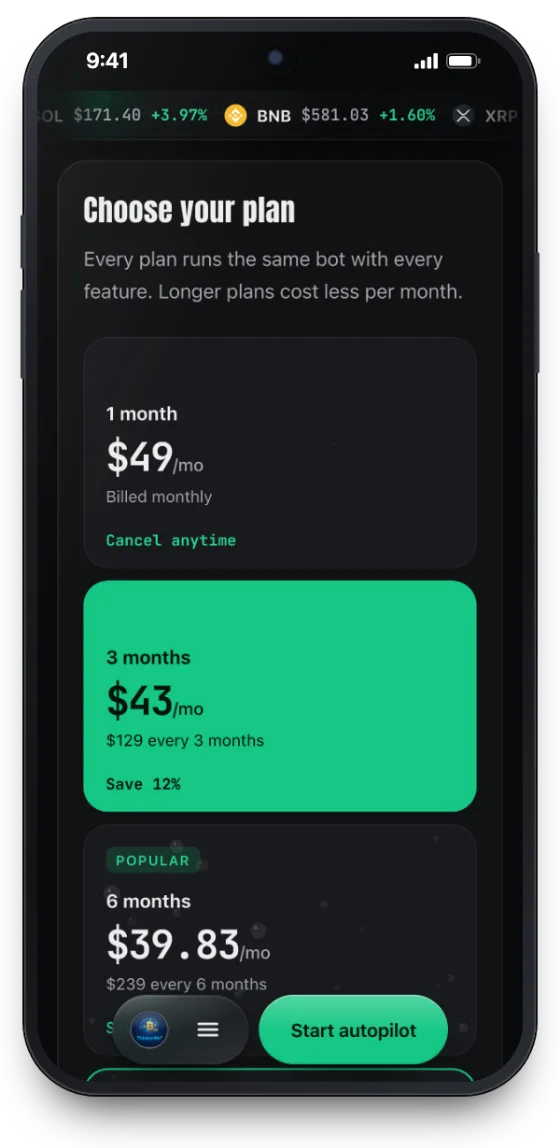 9:41
SOL $171.40 +3.97% BNB $581.03 +1.60% XRP
Choose your plan
Every plan runs the same bot with every
feature. Longer plans cost less per month.
1 month
$49/mo
Billed monthly
Cancel anytime
3 months
$43/mo
$129 every 3 months
Save 12%
POPULAR
6 months
$39.83/mo
$239 every 6 months
Start autopilot